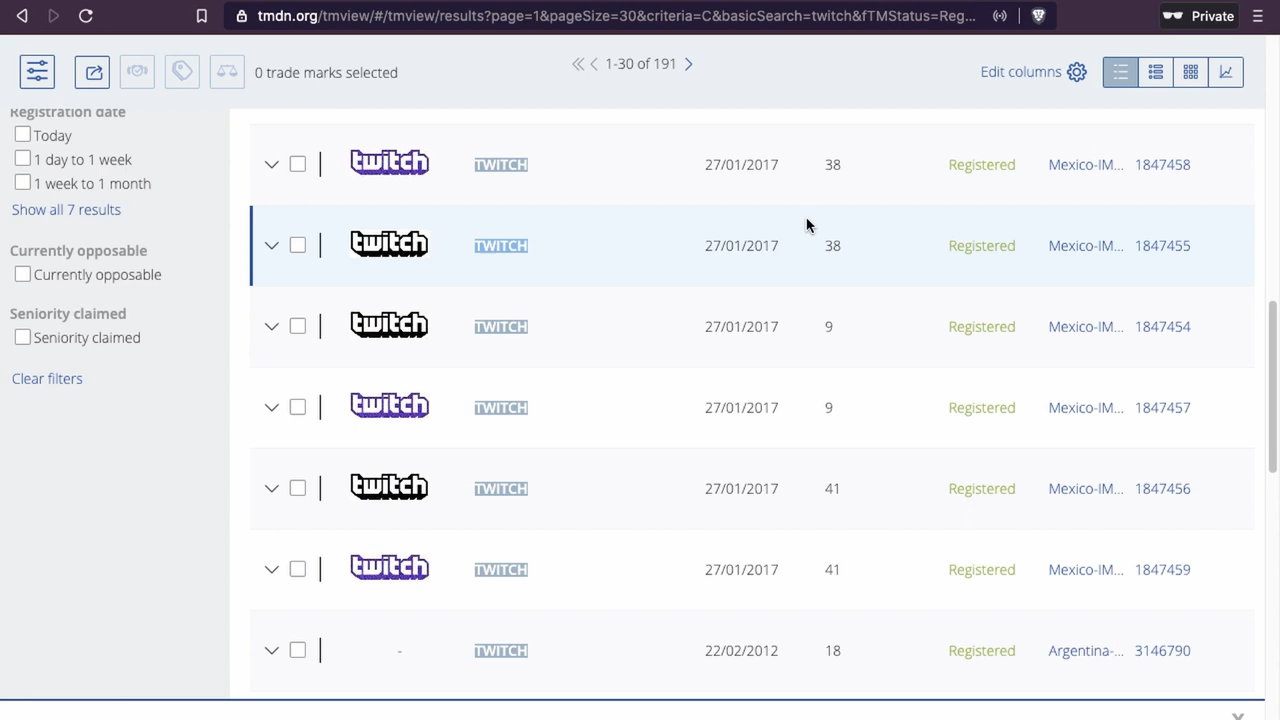 tmdn.org/tmview/#/tmview/results?page=1&pageSize=30&criteria=C&basicSearch=twitch&fTMStatus=Reg... Private
0 trade marks selected 1-30 of 191 Edit columns
Registration date
Today
1 day to 1 week
1 week to 1 month
Show all 7 results
Currently opposable
Currently opposable
Seniority claimed
Seniority claimed
Clear filters
twitch TWITCH 27/01/2017 38 Registered Mexico-IM... 1847458
twitch TWITCH 27/01/2017 38 Registered Mexico-IM... 1847455
twitch TWITCH 27/01/2017 9 Registered Mexico-IM... 1847454
twitch TWITCH 27/01/2017 9 Registered Mexico-IM... 1847457
twitch TWITCH 27/01/2017 41 Registered Mexico-IM... 1847456
twitch TWITCH 27/01/2017 41 Registered Mexico-IM... 1847459
- TWITCH 22/02/2012 18 Registered Argentina-... 3146790